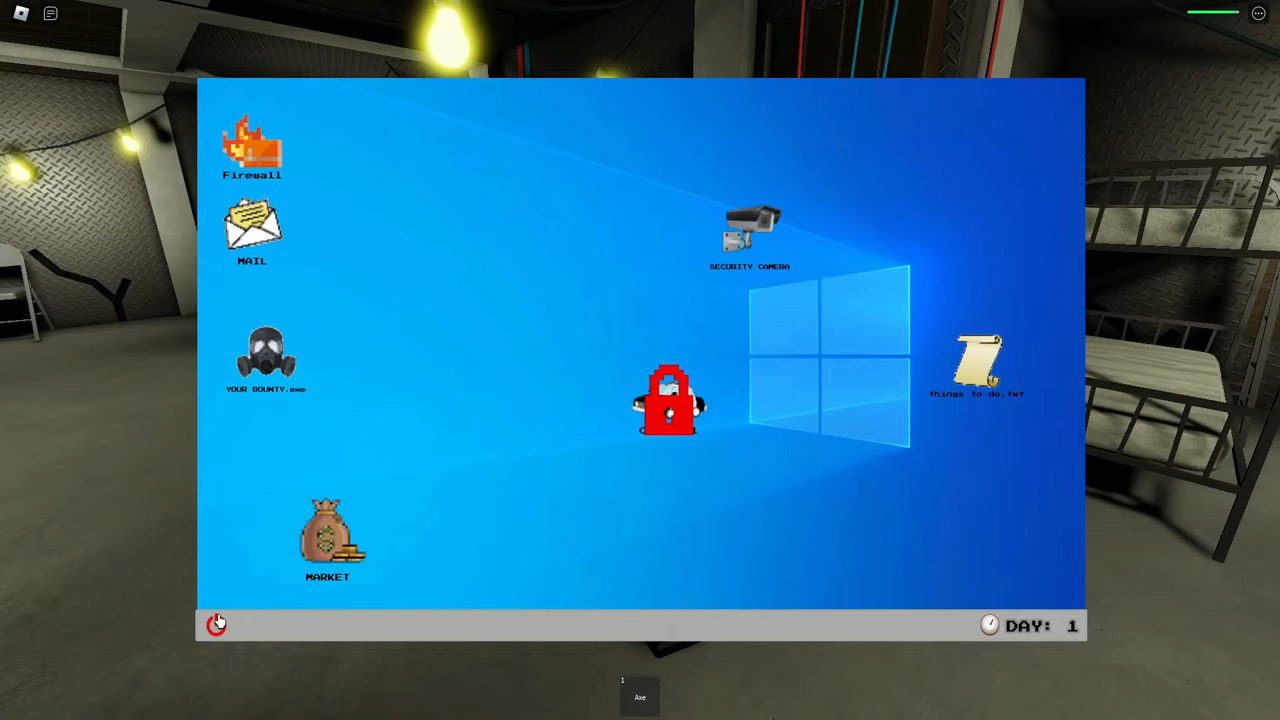 Firewall
MAIL
SECURITY CAMERA
YOUR BOUNTY.exe
things to do.txt
MARKET
DAY: 1
1
Axe